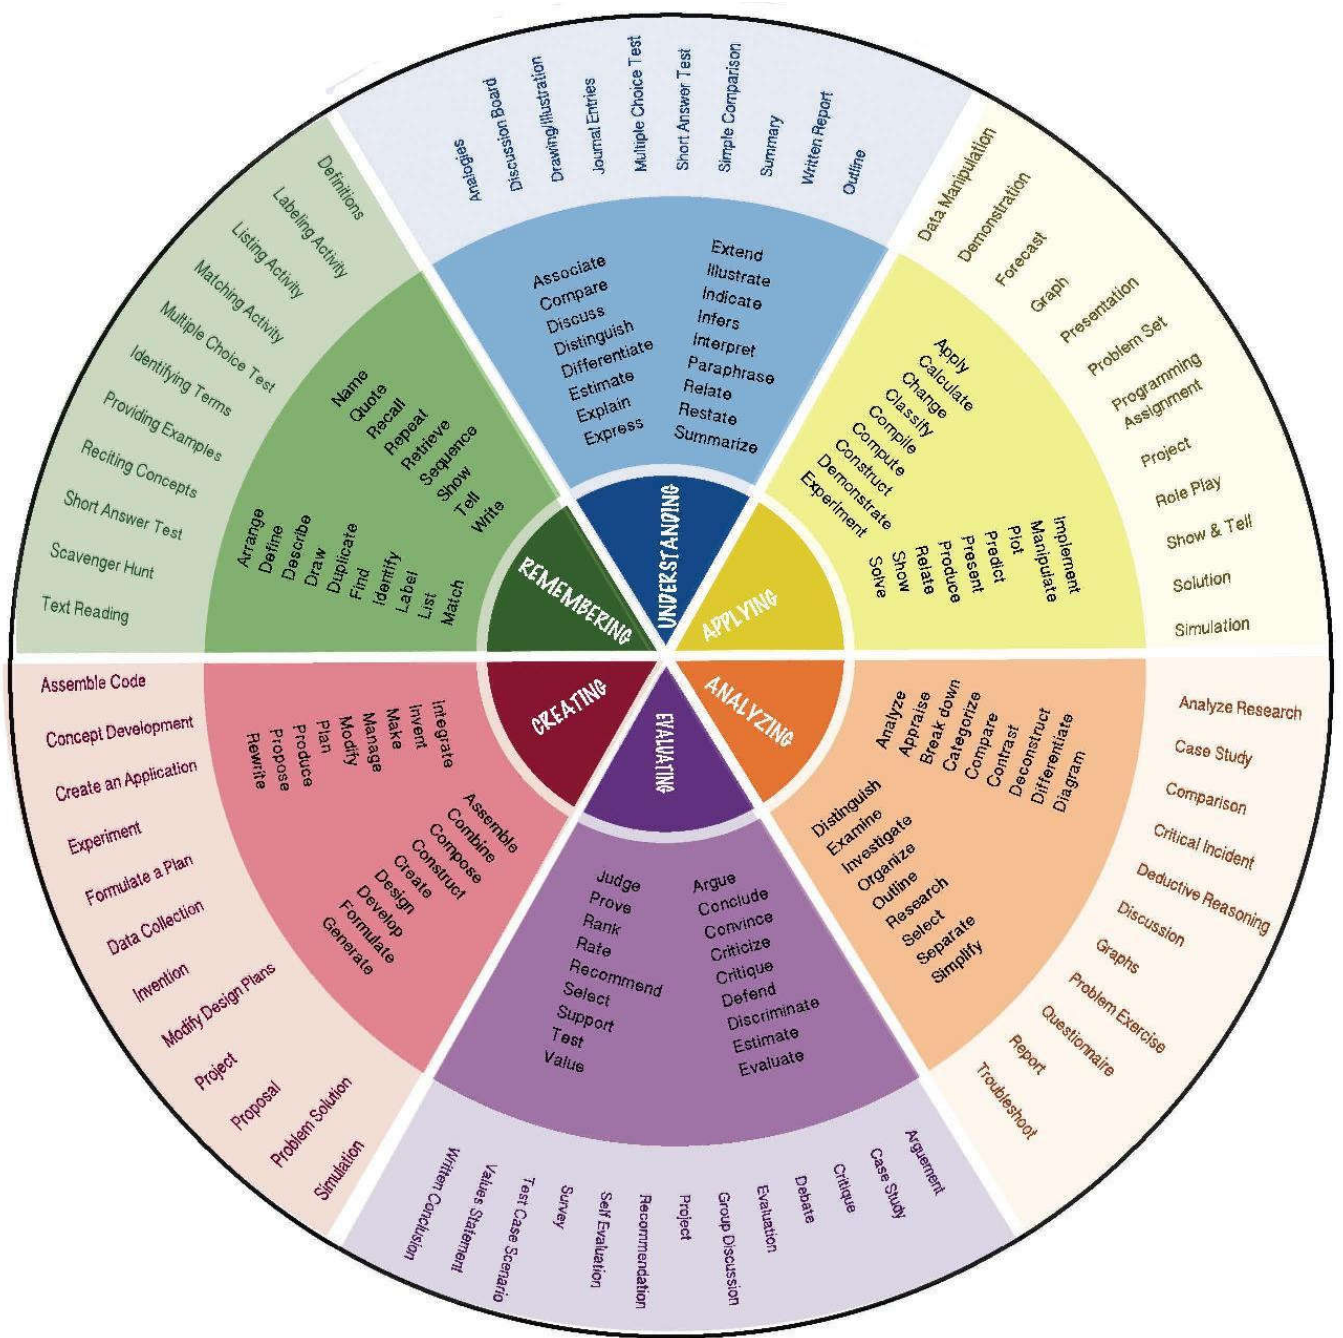 REMEMBERING
Name
Quote
Recall
Repeat
Retrieve
Sequence
Show
Tell
Write
Arrange
Define
Describe
Draw
Duplicate
Find
Identify
Label
List
Match
Definitions
Labeling Activity
Listing Activity
Matching Activity
Multiple Choice Test
Identifying Terms
Providing Examples
Reciting Concepts
Short Answer Test
Scavenger Hunt
Text Reading
UNDERSTANDING
Associate
Compare
Discuss
Distinguish
Differentiate
Estimate
Explain
Express
Extend
Illustrate
Indicate
Infers
Interpret
Paraphrase
Relate
Restate
Summarize
Analogies
Discussion Board
Drawing/Illustration
Journal Entries
Multiple Choice Test
Short Answer Test
Simple Comparison
Summary
Written Report
Outline
APPLYING
Apply
Calculate
Change
Classify
Compile
Compute
Construct
Demonstrate
Experiment
Implement
Manipulate
Plot
Predict
Present
Produce
Relate
Show
Solve
Data Manipulation
Demonstration
Forecast
Graph
Presentation
Problem Set
Programming
Assignment
Project
Role Play
Show & Tell
Solution
Simulation
ANALYZING
Analyze
Appraise
Break down
Categorize
Compare
Contrast
Deconstruct
Differentiate
Diagram
Distinguish
Examine
Investigate
Organize
Outline
Research
Select
Separate
Simplify
Analyze Research
Case Study
Comparison
Critical Incident
Deductive Reasoning
Discussion
Graphs
Problem Exercise
Questionnaire
Report
Troubleshoot
EVALUATING
Argue
Conclude
Convince
Criticize
Critique
Defend
Discriminate
Estimate
Evaluate
Judge
Prove
Rank
Rate
Recommend
Select
Support
Test
Value
Arguement
Case Study
Critique
Debate
Evaluation
Group Discussion
Project
Recommendation
Self Evaluation
Survey
Test Case Scenario
Values Statement
Written Conclusion
CREATING
Assemble
Combine
Compose
Construct
Create
Design
Develop
Formulate
Generate
Integrate
Invent
Make
Manage
Modify
Plan
Produce
Propose
Rewrite
Assemble Code
Concept Development
Create an Application
Experiment
Formulate a Plan
Data Collection
Invention
Modify Design Plans
Project
Proposal
Problem Solution
Simulation